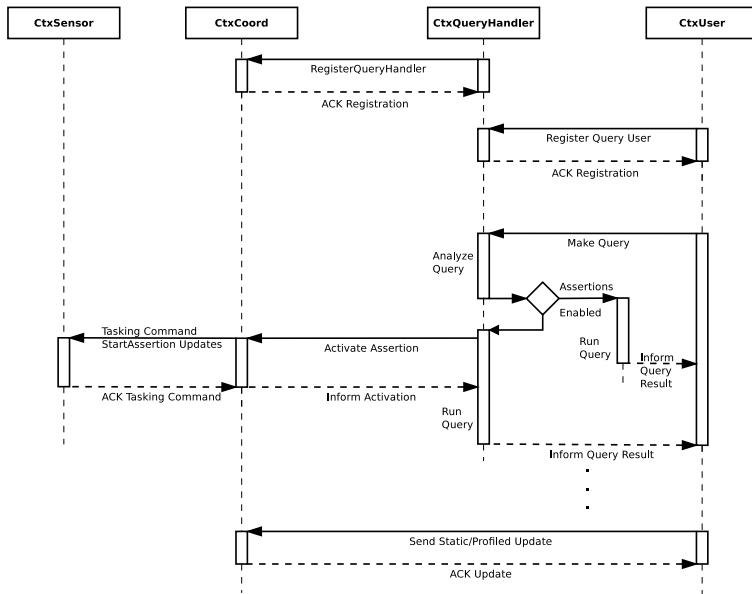 CtxSensor
CtxCoord
CtxQueryHandler
CtxUser
RegisterQueryHandler
ACK Registration
Register Query User
ACK Registration
Make Query
Analyze
Query
Assertions
Enabled
Run
Query
Inform
Query
Result
Tasking Command
StartAssertion Updates
Activate Assertion
ACK Tasking Command
Inform Activation
Run
Query
Inform Query Result
Send Static/Profiled Update
ACK Update